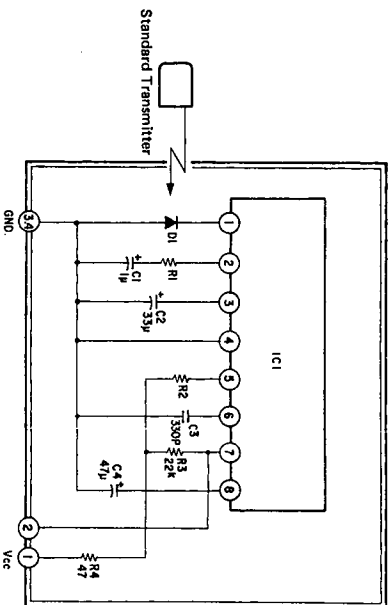 Standard Transmitter
IC1
1
2
3
4
5
6
7
8
D1
R1
C1
1μ
C2
33μ
R2
C3
330P
R3
22k
C4
47μ
R4
47
3,4
GND.
2
1
Vcc